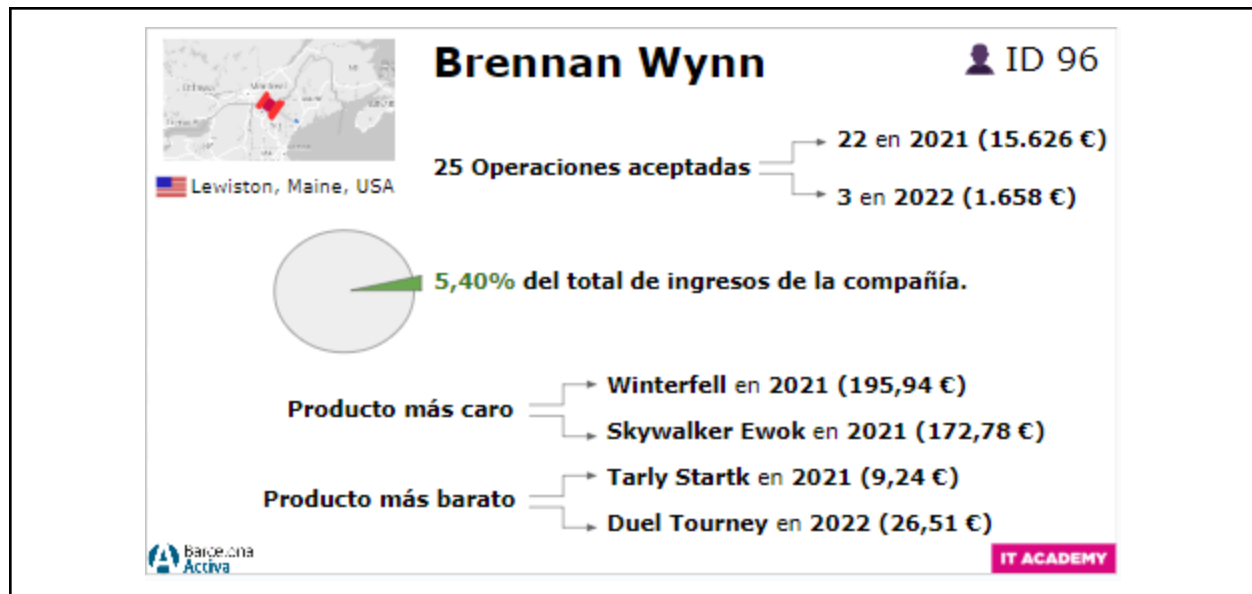 Brennan Wynn
ID 96
Montreal
Lewiston, Maine, USA
25 Operaciones aceptadas
22 en 2021 (15.626 €)
3 en 2022 (1.658 €)
5,40% del total de ingresos de la compañía.
Producto más caro
Winterfell en 2021 (195,94 €)
Skywalker Ewok en 2021 (172,78 €)
Producto más barato
Tarly Startk en 2021 (9,24 €)
Duel Tourney en 2022 (26,51 €)
Barcelona
Activa
IT ACADEMY